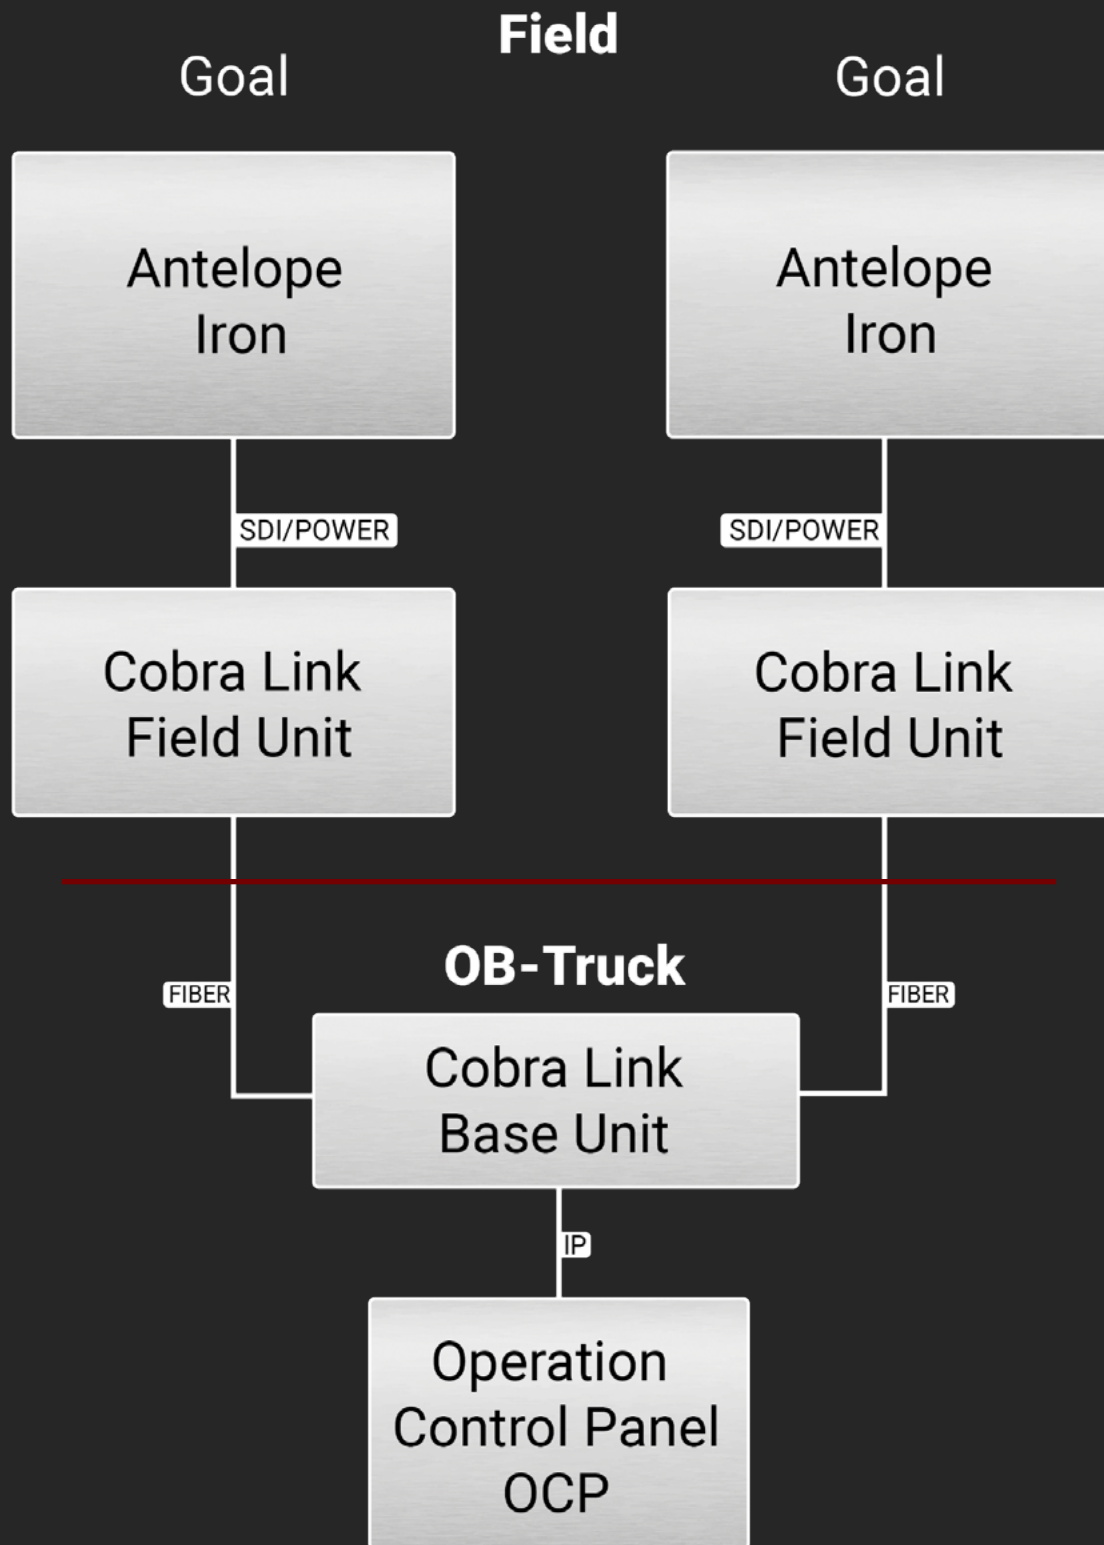 Field
Goal
Goal
Antelope
Iron
Antelope
Iron
SDI/POWER
SDI/POWER
Cobra Link
Field Unit
Cobra Link
Field Unit
OB-Truck
FIBER
FIBER
Cobra Link
Base Unit
IP
Operation
Control Panel
OCP